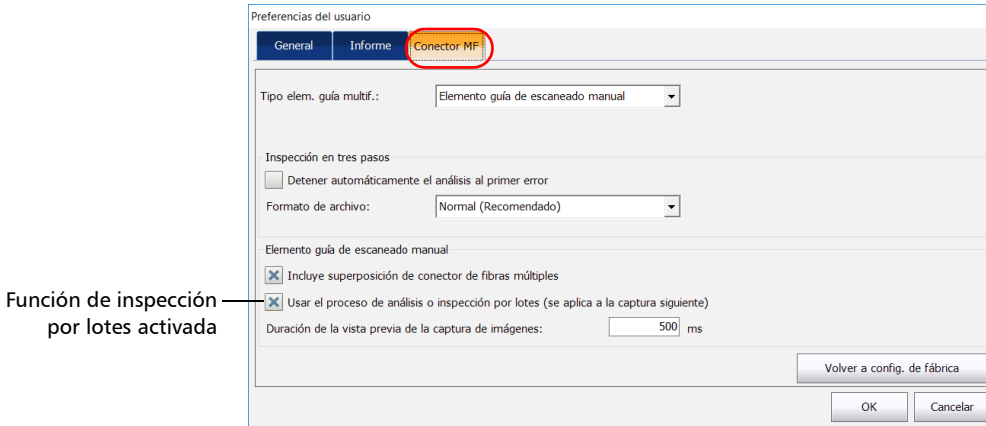 Preferencias del usuario
General Informe Conector MF
Tipo elem. guía multif.: Elemento guía de escaneado manual
Inspección en tres pasos
Detener automáticamente el análisis al primer error
Formato de archivo: Normal (Recomendado)
Elemento guía de escaneado manual
Incluye superposición de conector de fibras múltiples
Función de inspección
por lotes activada
Usar el proceso de análisis o inspección por lotes (se aplica a la captura siguiente)
Duración de la vista previa de la captura de imágenes: 500 ms
Volver a config. de fábrica
OK Cancelar